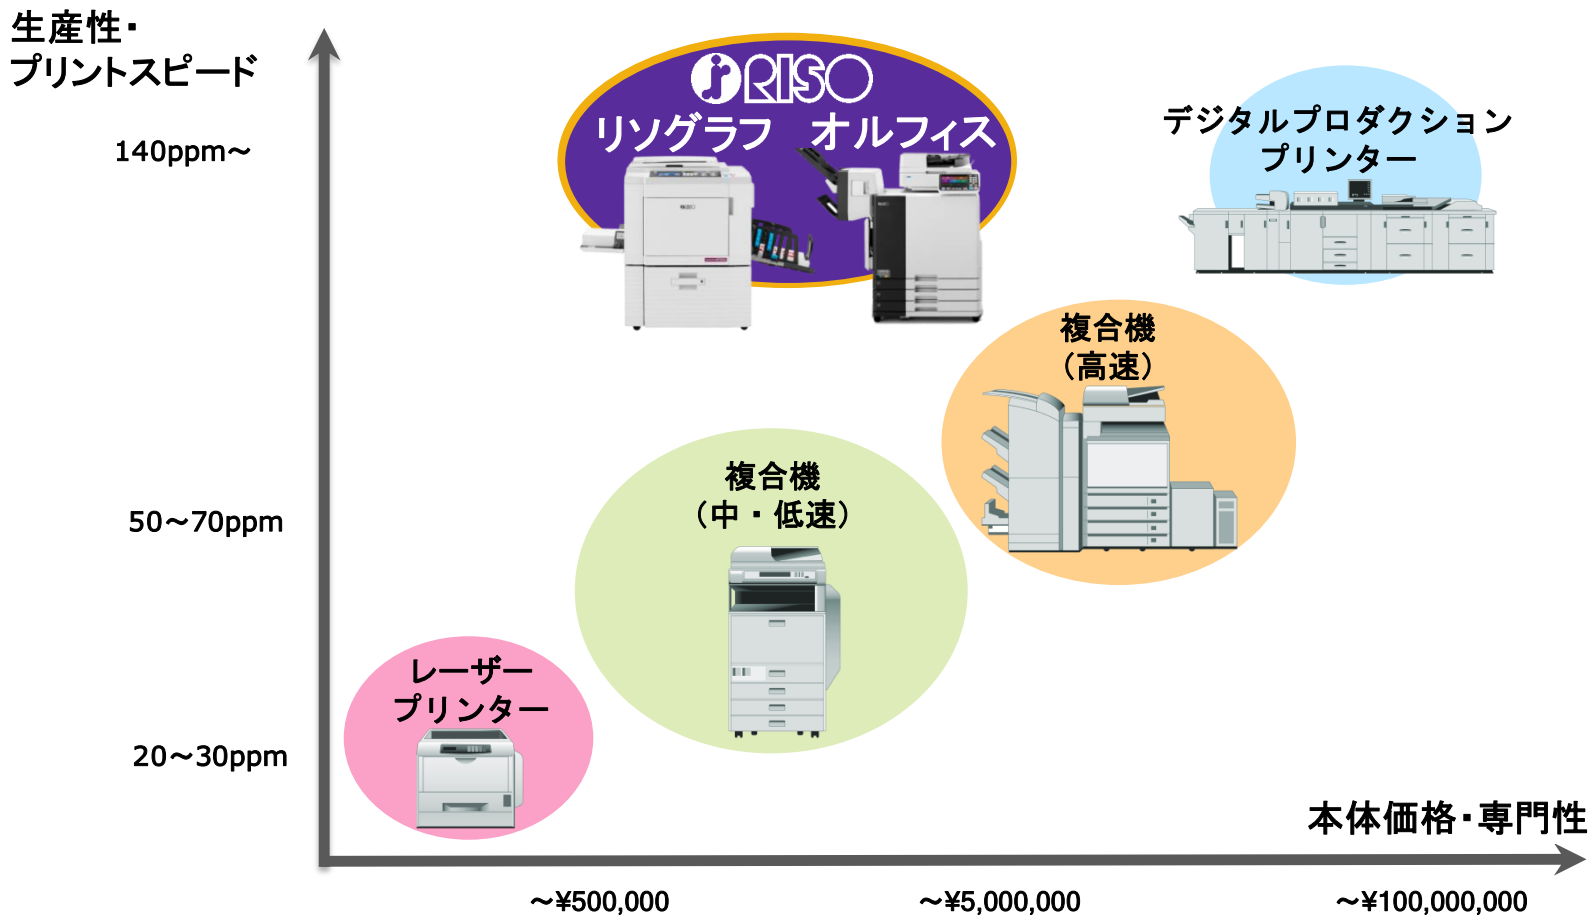 生産性・
プリントスピード
RISO
リソグラフ オルフィス
デジタルプロダクション
プリンター
140ppm～
複合機
（高速）
複合機
（中・低速）
50～70ppm
レーザー
プリンター
20～30ppm
本体価格・専門性
～¥500,000
～¥5,000,000
～¥100,000,000